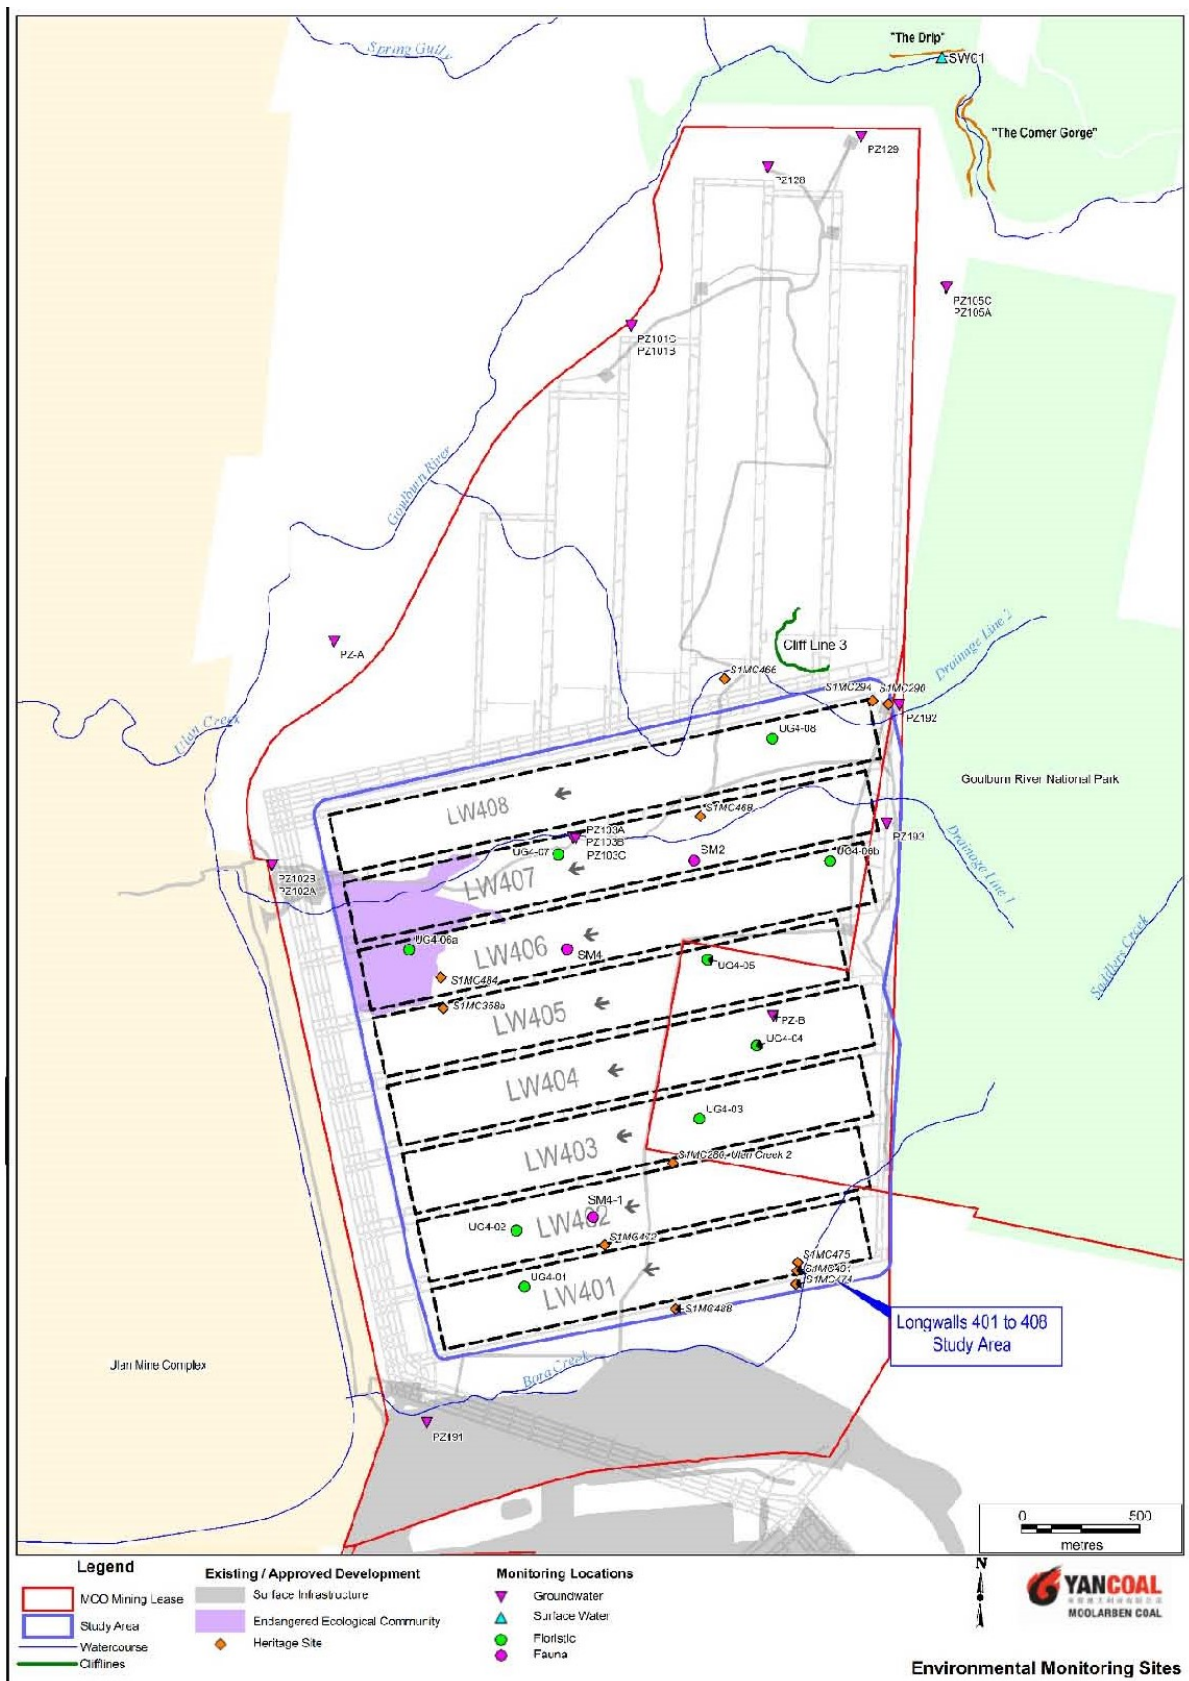 Spring Gully
"The Drip"
SW01
"The Corner Gorge"
PZ129
PZ128
PZ105C
PZ105A
PZ101C
PZ101B
Goulburn River
PZ-A
Cliff Line 3
Drainage Line 2
S1MC466
S1MC294
S1MC290
PZ192
Ulan Creek
UG4-08
Goulburn River National Park
LW408
S1MC468
PZ193
PZ103A
PZ103B
PZ103C
UG4-07
SM2
UG4-06b
Drainage Line 1
PZ102B
PZ102A
LW407
UG4-06a
LW406
SM4
UG4-05
Saddlers Creek
S1MC484
S1MC358a
LW405
PZ-B
UG4-04
LW404
UG4-03
LW403
S1MC280, Ulan Creek 2
SM4-1
UG4-02
LW402
S1MC475
UG4-01
LW401
Longwalls 401 to 408
Study Area
Ulan Mine Complex
Bora Creek
PZ191
0 500
metres
Legend
MCO Mining Lease
Study Area
Watercourse
Clifflines
Existing / Approved Development
Surface Infrastructure
Endangered Ecological Community
Heritage Site
Monitoring Locations
Groundwater
Surface Water
Floristic
Fauna
N
YANCOAL
MOOLARBEN COAL
Environmental Monitoring Sites